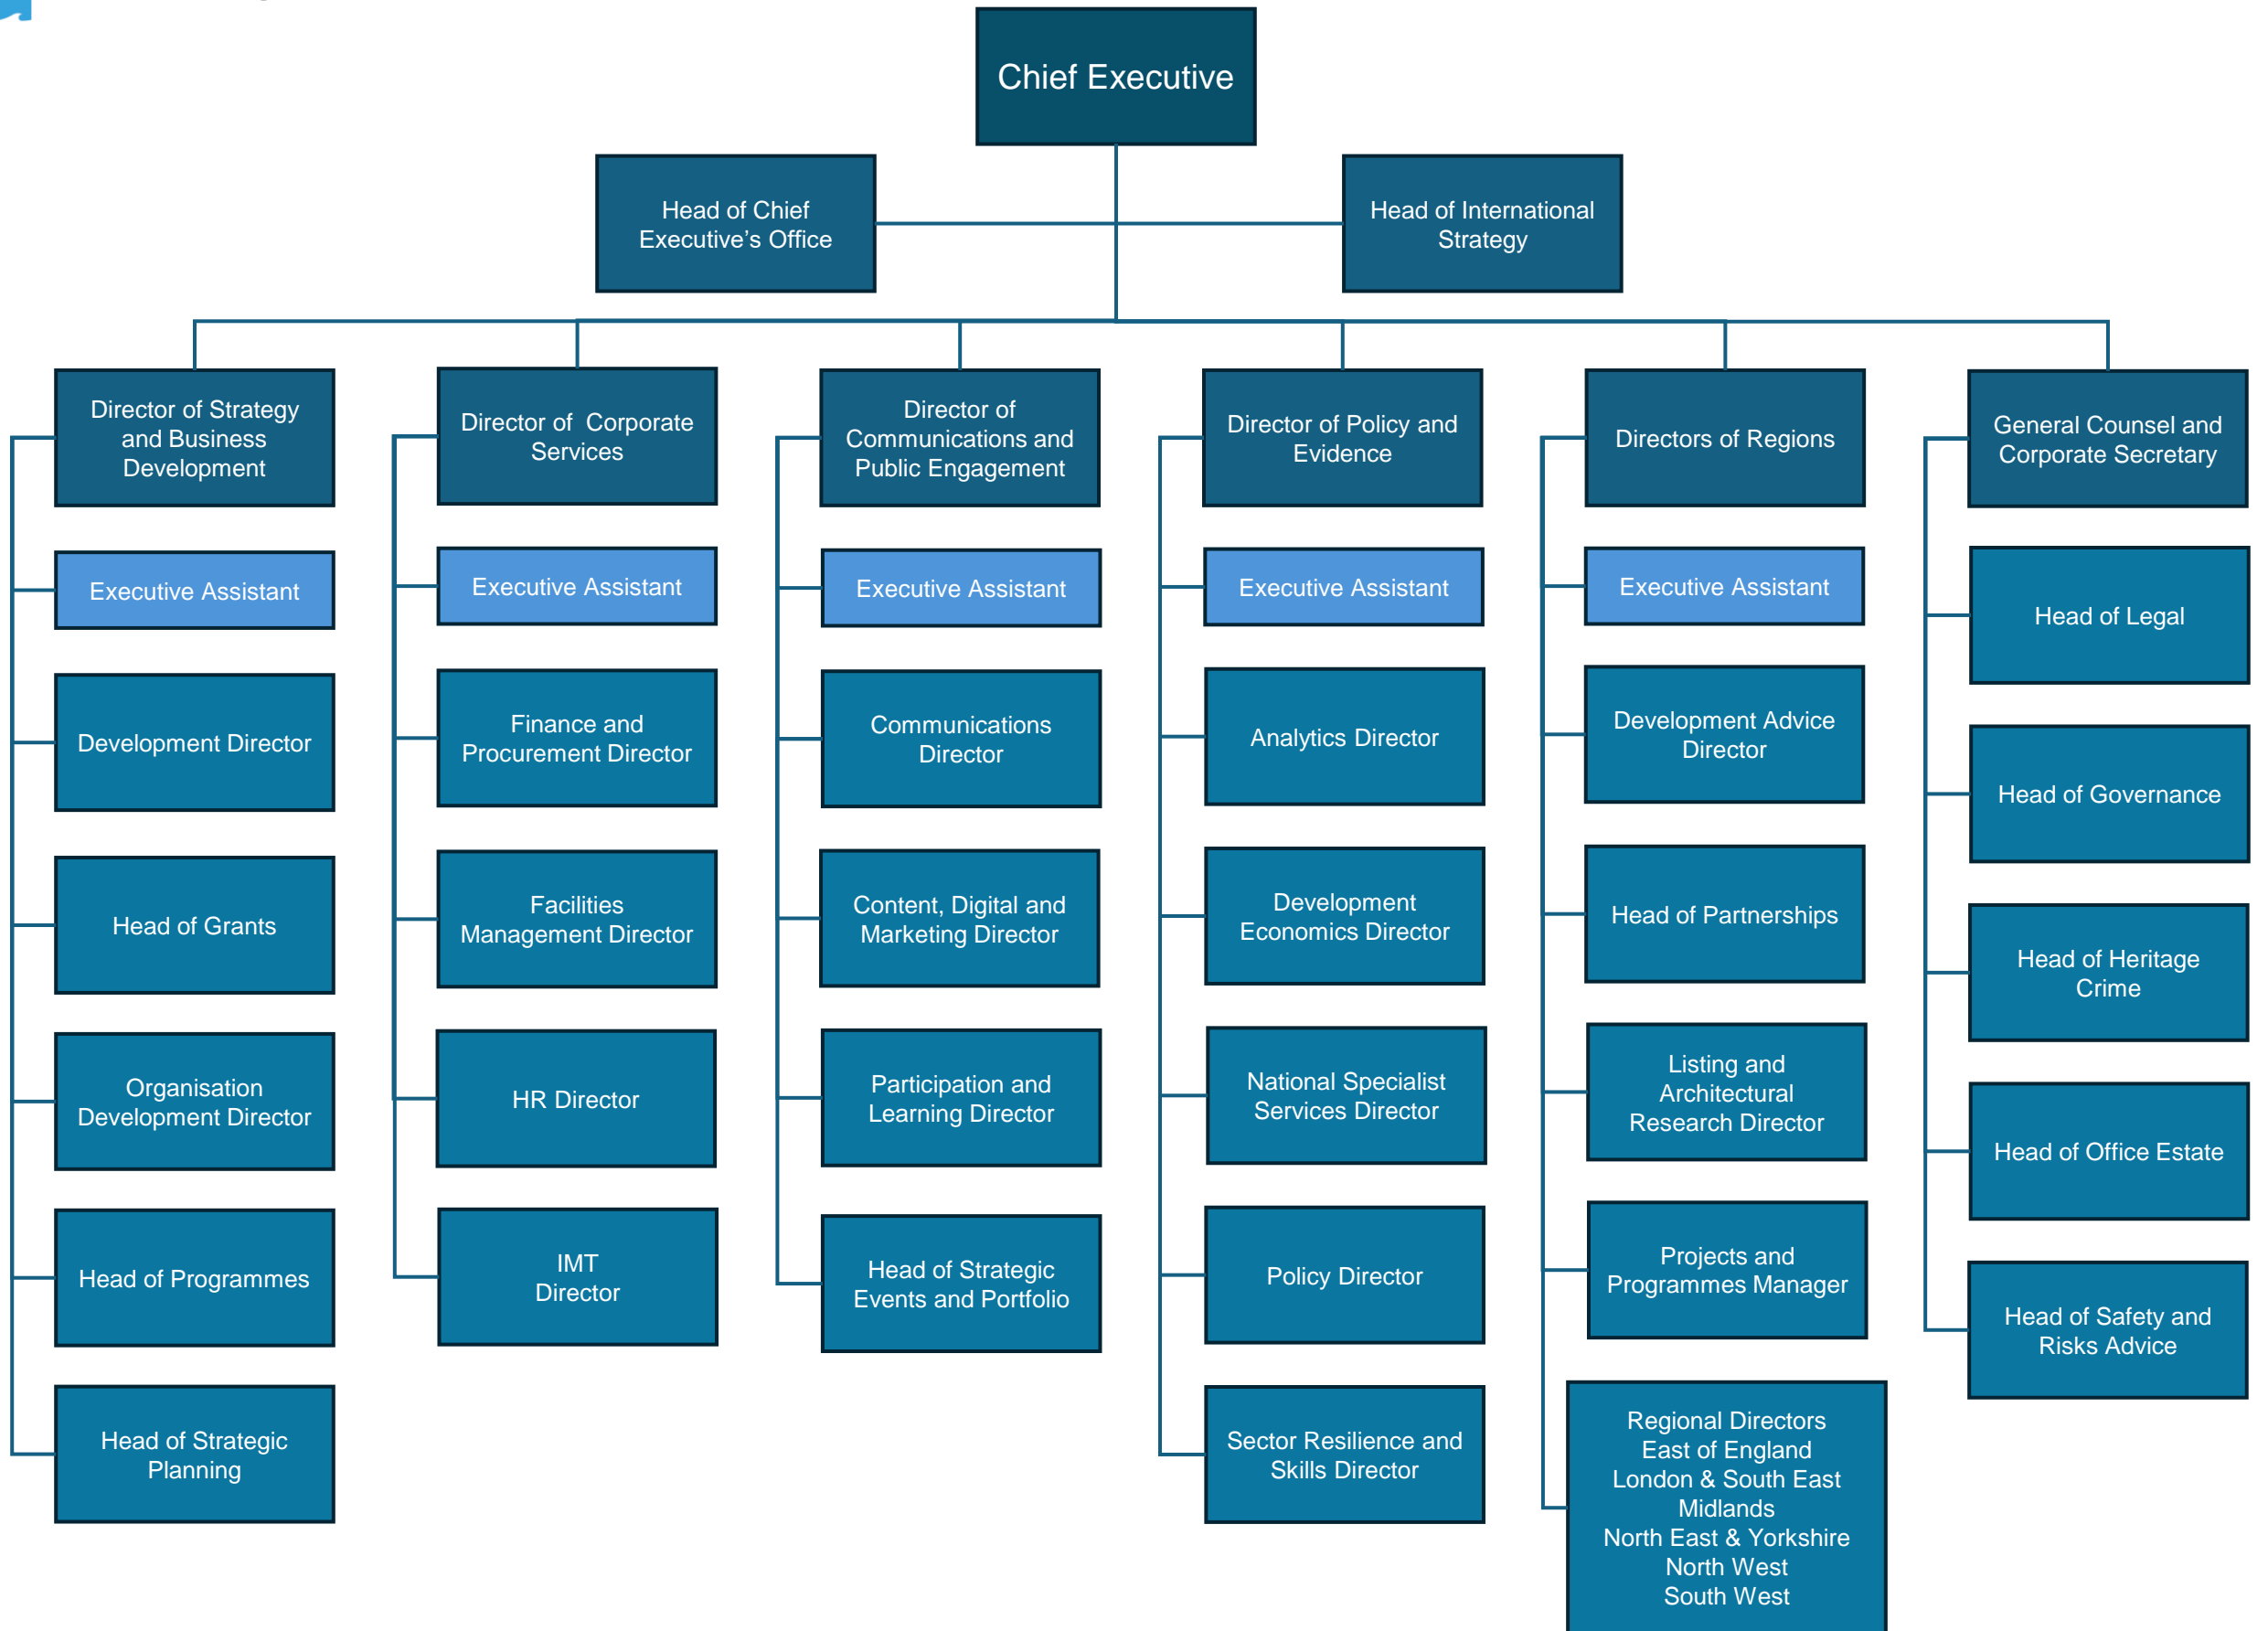 Chief Executive
Head of Chief
Executive’s Office
Head of International
Strategy
Director of Strategy
and Business
Development
Executive Assistant
Development Director
Head of Grants
Organisation
Development Director
Head of Programmes
Head of Strategic
Planning
Director of  Corporate
Services
Executive Assistant
Finance and
Procurement Director
Facilities
Management Director
HR Director
IMT
Director
Director of
Communications and
Public Engagement
Executive Assistant
Communications
Director
Content, Digital and
Marketing Director
Participation and
Learning Director
Head of Strategic
Events and Portfolio
Director of Policy and
Evidence
Executive Assistant
Analytics Director
Development
Economics Director
National Specialist
Services Director
Policy Director
Sector Resilience and
Skills Director
Directors of Regions
Executive Assistant
Development Advice
Director
Head of Partnerships
Listing and
Architectural
Research Director
Projects and
Programmes Manager
Regional Directors
East of England
London & South East
Midlands
North East & Yorkshire
North West
South West
General Counsel and
Corporate Secretary
Head of Legal
Head of Governance
Head of Heritage
Crime
Head of Office Estate
Head of Safety and
Risks Advice